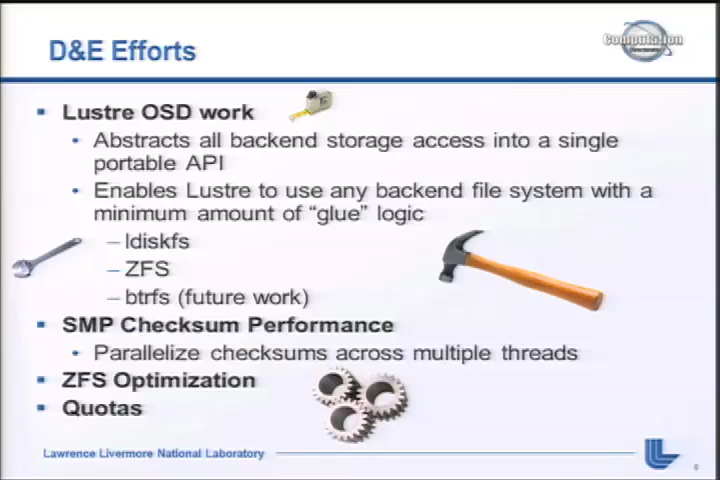 D&E Efforts
Computation
▪ Lustre OSD work
• Abstracts all backend storage access into a single
portable API
• Enables Lustre to use any backend file system with a
minimum amount of “glue” logic
– ldiskfs
– ZFS
– btrfs (future work)
▪ SMP Checksum Performance
• Parallelize checksums across multiple threads
▪ ZFS Optimization
▪ Quotas
Lawrence Livermore National Laboratory
9